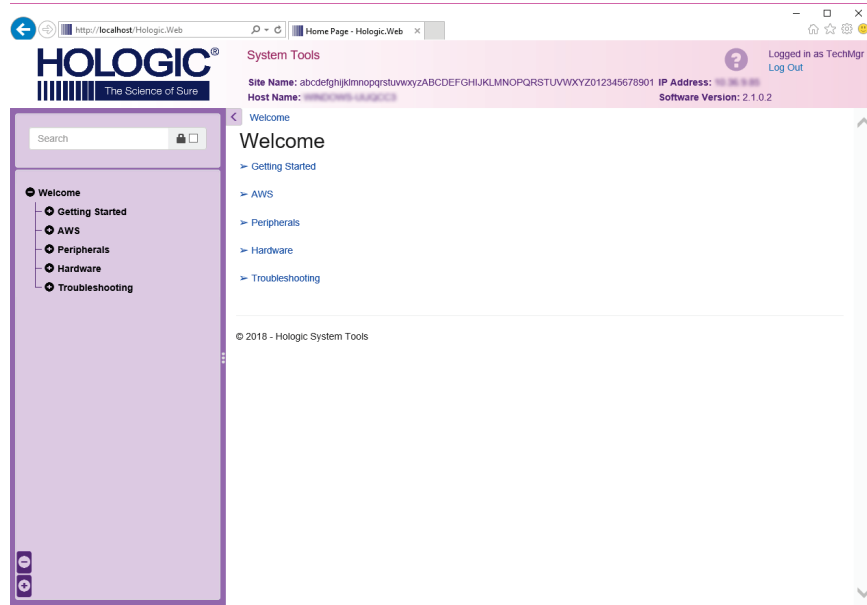 http://localhost/Hologic.Web
Home Page - Hologic.Web
HOLOGIC®
The Science of Sure
System Tools
Logged in as TechMgr
Log Out
Site Name: abcdefghijklmnopqrstuvwxyzABCDEFGHIJKLMNOPQRSTUVWXYZ012345678901 IP Address:
Host Name:
Software Version: 2.1.0.2
Search
Welcome
Getting Started
AWS
Peripherals
Hardware
Troubleshooting
Welcome
Welcome
➢ Getting Started
➢ AWS
➢ Peripherals
➢ Hardware
➢ Troubleshooting
© 2018 - Hologic System Tools